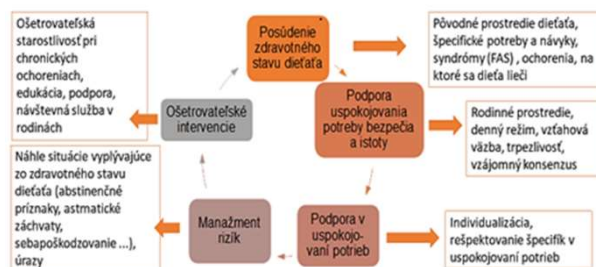 Ošetrovateľská
starostlivosť pri
chronických
ochoreniach,
edukácia, podpora,
návštevná služba v
rodinách
Posúdenie
zdravotného
stavu dieťaťa
Pôvodné prostredie dieťaťa,
špecifické potreby a návyky,
syndrómy (FAS) , ochorenia, na
ktoré sa dieťa lieči
Ošetrovateľské
intervencie
Podpora
uspokojovania
potreby bezpečia
a istoty
Rodinné prostredie,
denný režim, vzťahová
väzba, trpezlivosť,
vzájomný konsenzus
Náhle situácie vyplývajúce
zo zdravotného stavu
dieťaťa (abstinenčné
príznaky, astmatické
záchvaty,
sebapoškodzovanie ...),
úrazy
Manažment
rizík
Podpora v
uspokojo-
vaní potrieb
Individualizácia,
rešpektovanie špecifík v
uspokojovaní potrieb